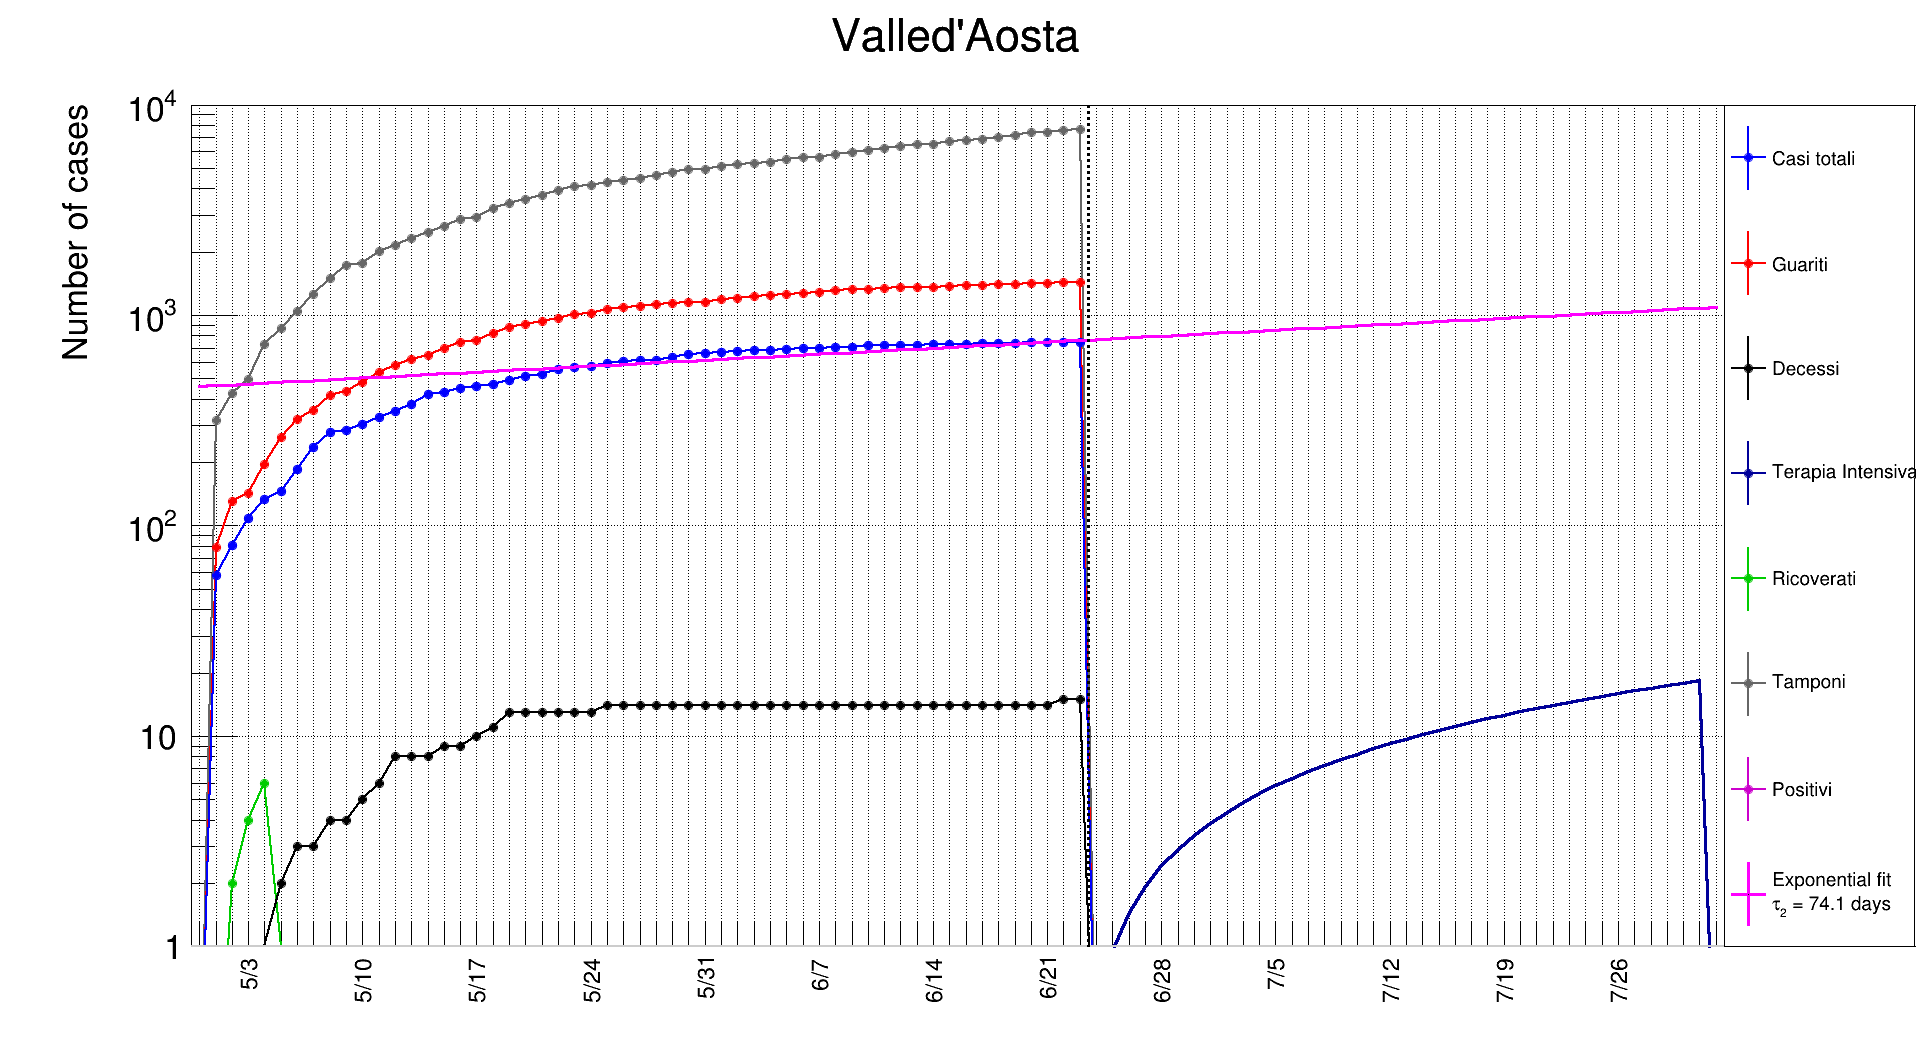 Valled'Aosta
Number of cases
10⁴
10³
10²
10
1
5/3
5/10
5/17
5/24
5/31
6/7
6/14
6/21
6/28
7/5
7/12
7/19
7/26
Casi totali
Guariti
Decessi
Terapia Intensiva
Ricoverati
Tamponi
Positivi
Exponential fit
τ₂ = 74.1 days